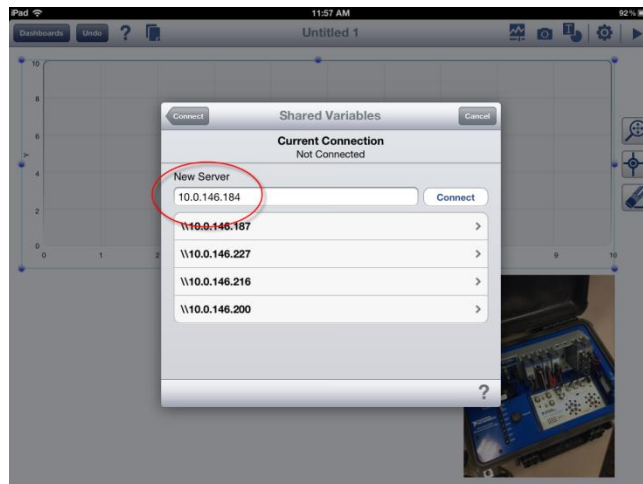 iPad 11:57 AM 92%
Dashboards Undo ? Untitled 1
Connect Shared Variables Cancel
Current Connection
Not Connected
New Server
10.0.146.184 Connect
\\10.0.146.187
\\10.0.146.227
\\10.0.146.216
\\10.0.146.200
?
10
8
6
Y
4
2
0
0 1 2 9 10